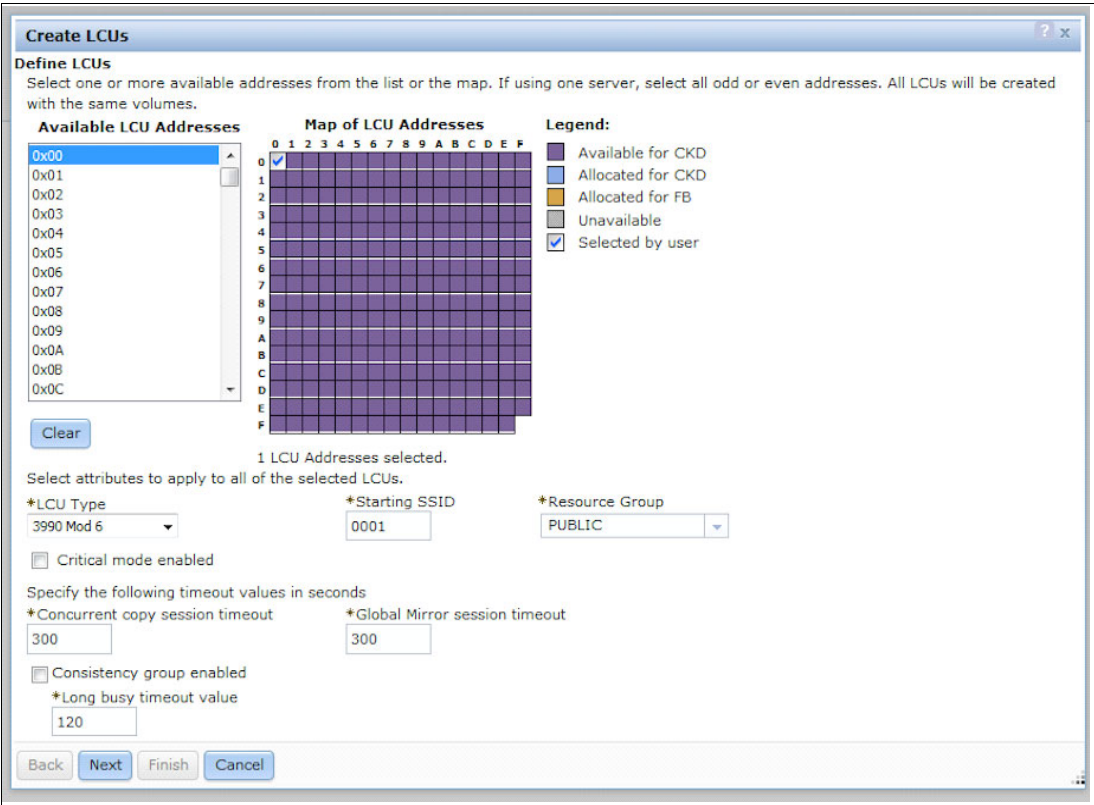 Create LCUs
? x
Define LCUs
Select one or more available addresses from the list or the map. If using one server, select all odd or even addresses. All LCUs will be created
with the same volumes.
Available LCU Addresses
0x00
0x01
0x02
0x03
0x04
0x05
0x06
0x07
0x08
0x09
0x0A
0x0B
0x0C
Clear
Map of LCU Addresses
0 1 2 3 4 5 6 7 8 9 A B C D E F
0
1
2
3
4
5
6
7
8
9
A
B
C
D
E
F
1 LCU Addresses selected.
Legend:
Available for CKD
Allocated for CKD
Allocated for FB
Unavailable
Selected by user
Select attributes to apply to all of the selected LCUs.
*LCU Type
3990 Mod 6
*Starting SSID
0001
*Resource Group
PUBLIC
Critical mode enabled
Specify the following timeout values in seconds
*Concurrent copy session timeout
300
*Global Mirror session timeout
300
Consistency group enabled
*Long busy timeout value
120
Back Next Finish Cancel